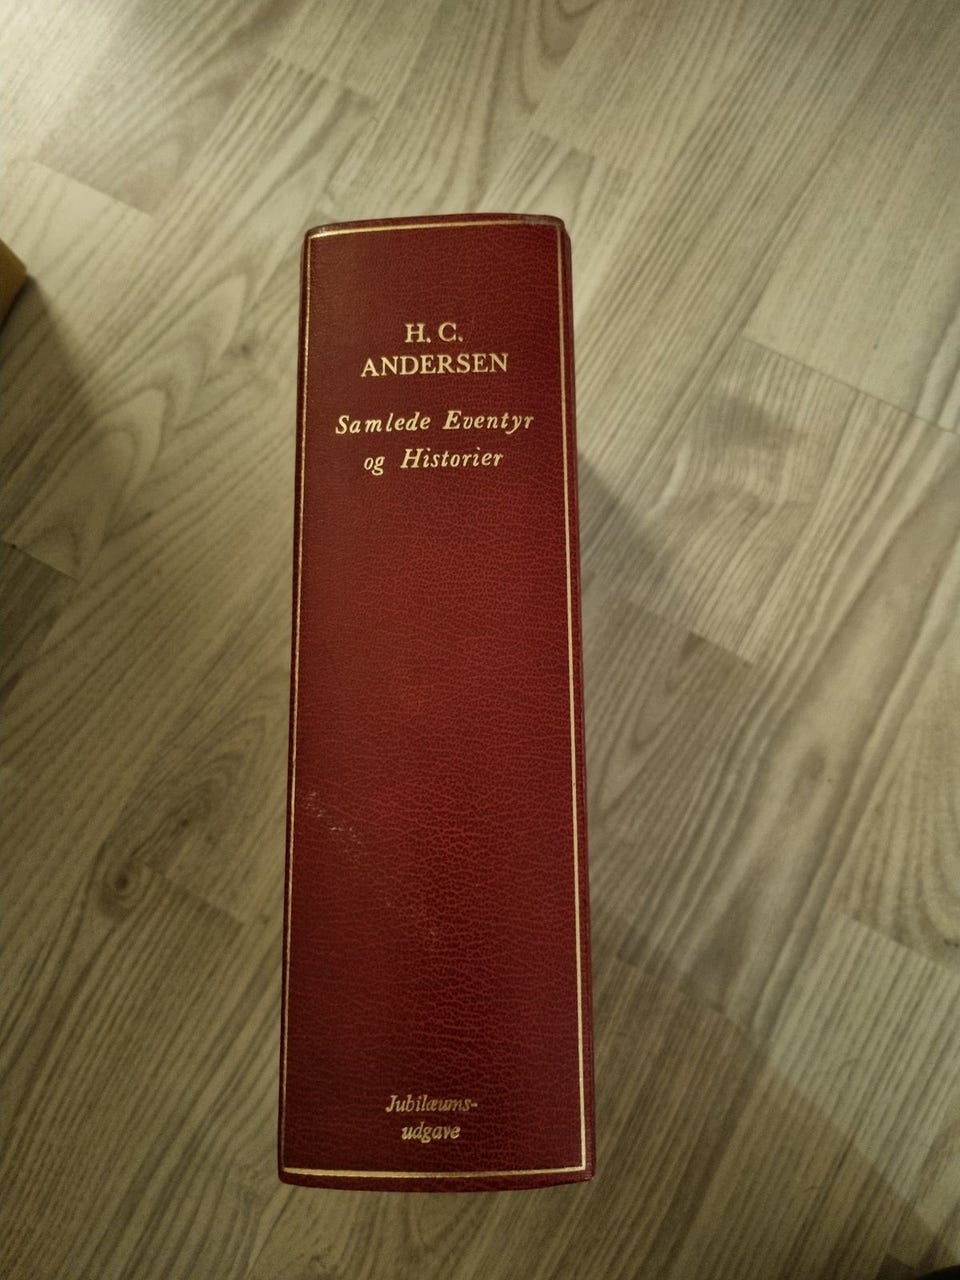 H. C.
ANDERSEN
Samlede Eventyr
og Historier
Jubilæums-
udgave